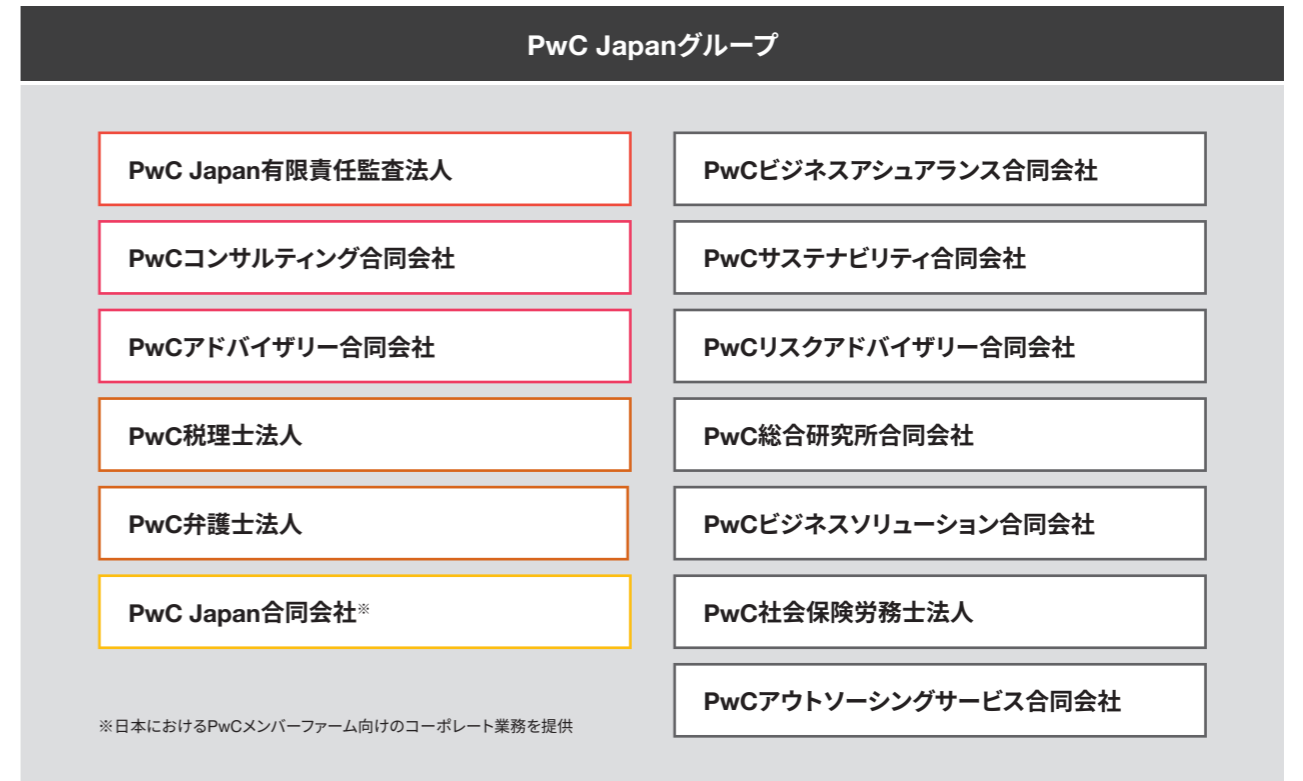 PwC Japanグループ
PwC Japan有限責任監査法人
PwCコンサルティング合同会社
PwCアドバイザリー合同会社
PwC税理士法人
PwC弁護士法人
PwC Japan合同会社※
※日本におけるPwCメンバーファーム向けのコーポレート業務を提供
PwCビジネスアシュアランス合同会社
PwCサステナビリティ合同会社
PwCリスクアドバイザリー合同会社
PwC総合研究所合同会社
PwCビジネスソリューション合同会社
PwC社会保険労務士法人
PwCアウトソーシングサービス合同会社